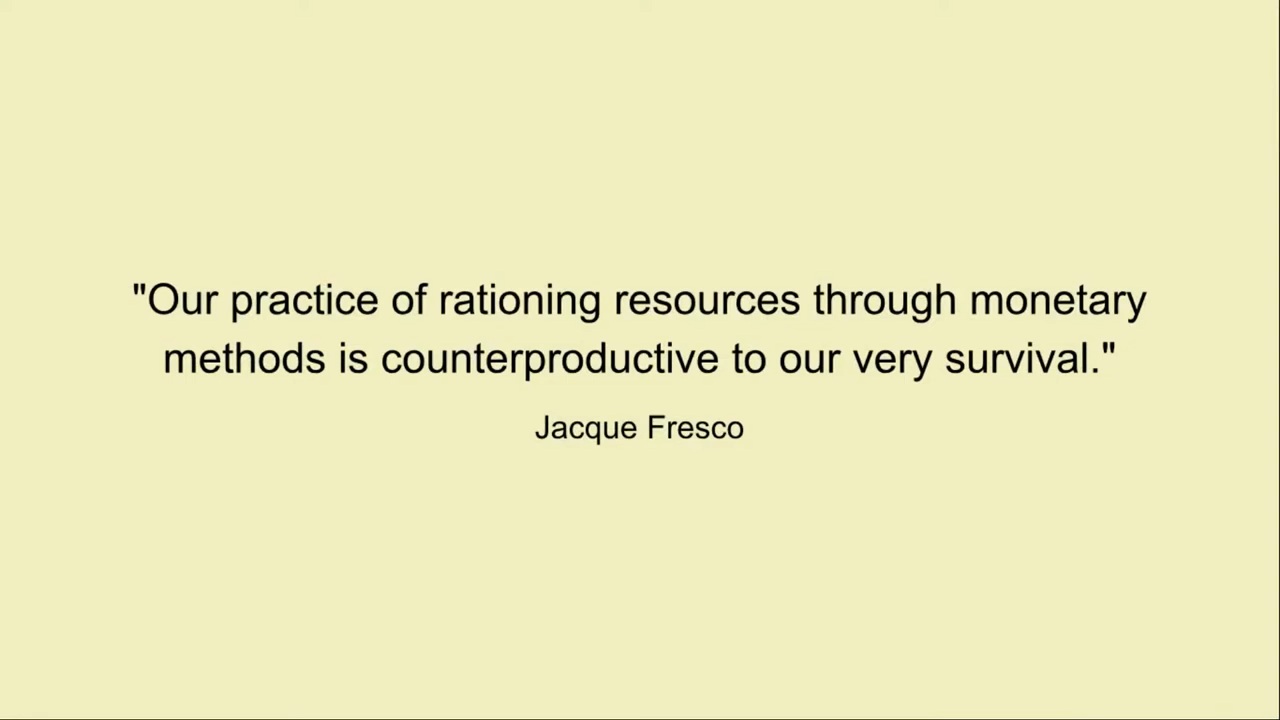 "Our practice of rationing resources through monetary
methods is counterproductive to our very survival."
Jacque Fresco